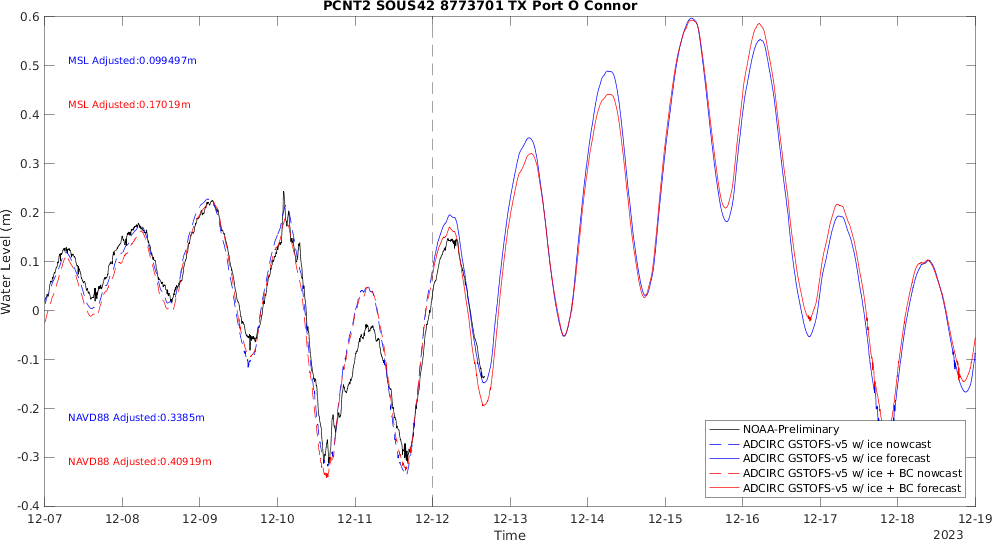 PCNT2 SOUS42 8773701 TX Port O Connor
0.6
0.5
0.4
0.3
0.2
0.1
0
-0.1
-0.2
-0.3
-0.4
Water Level (m)
MSL Adjusted:0.099497m
MSL Adjusted:0.17019m
NAVD88 Adjusted:0.3385m
NAVD88 Adjusted:0.40919m
NOAA-Preliminary
ADCIRC GSTOFS-v5 w/ ice nowcast
ADCIRC GSTOFS-v5 w/ ice forecast
ADCIRC GSTOFS-v5 w/ ice + BC nowcast
ADCIRC GSTOFS-v5 w/ ice + BC forecast
12-07 12-08 12-09 12-10 12-11 12-12 12-13 12-14 12-15 12-16 12-17 12-18 12-19
Time
2023